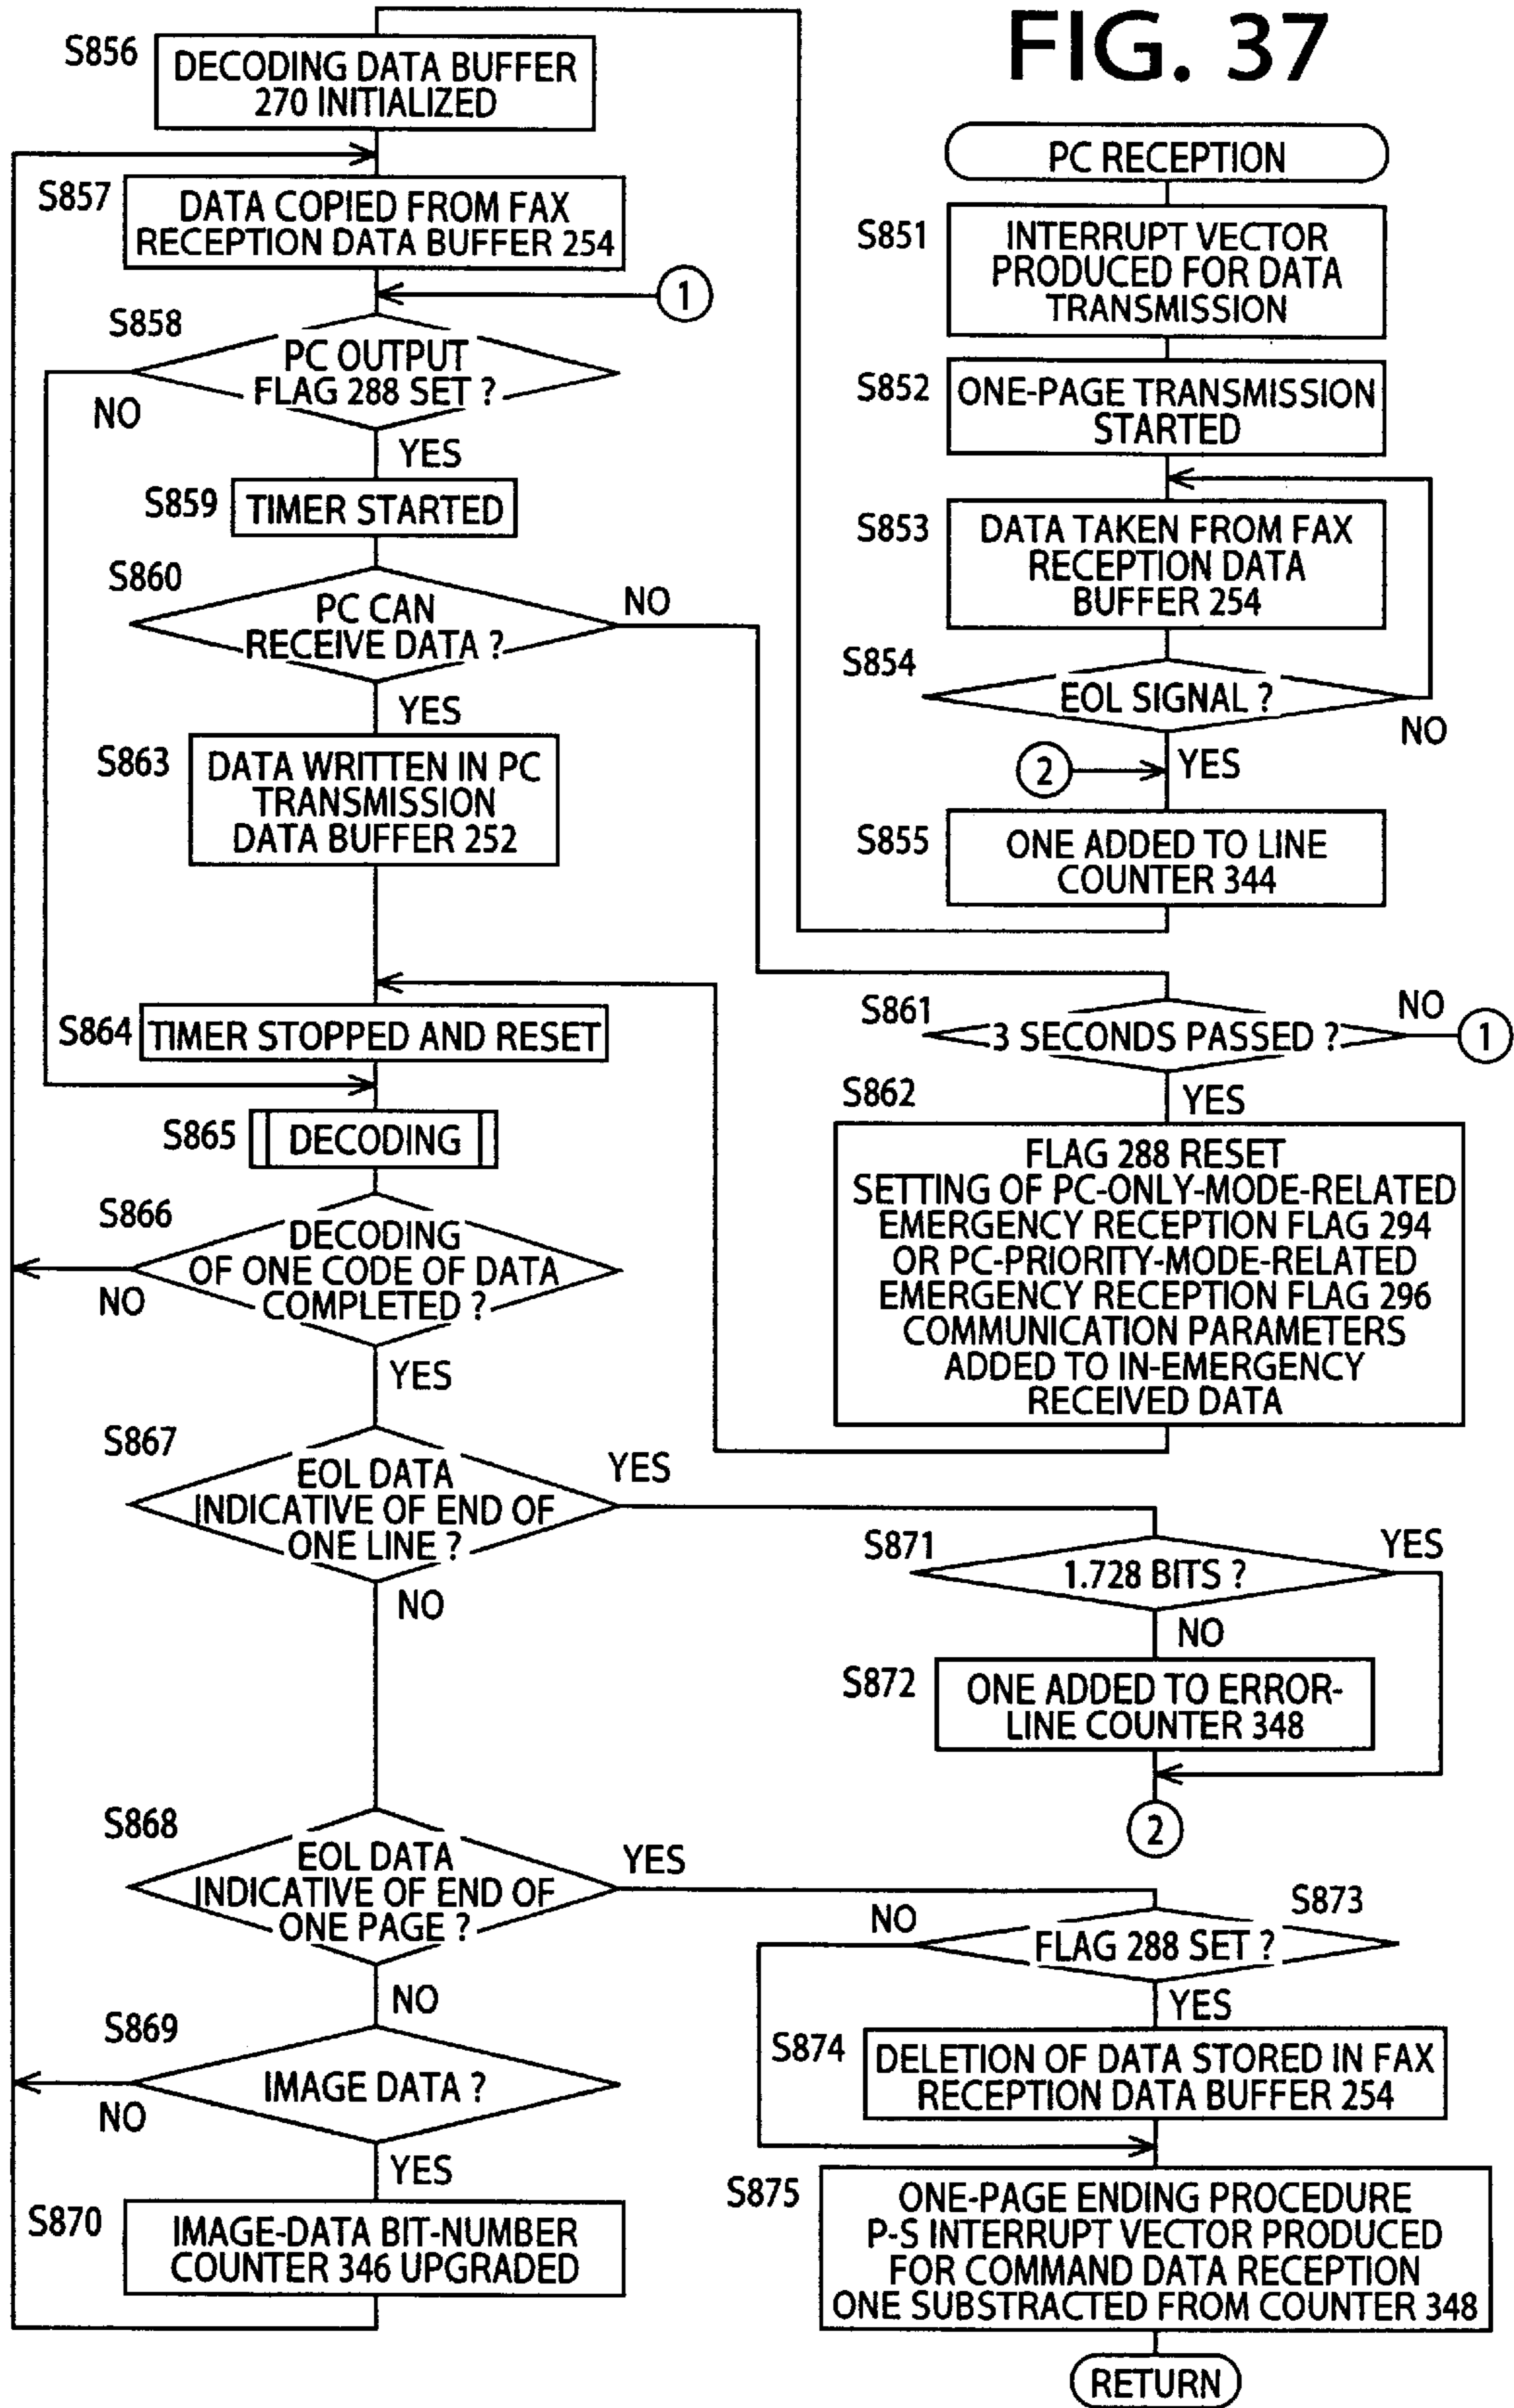 FIG. 37
PC RECEPTION
S851
INTERRUPT VECTOR
PRODUCED FOR DATA
TRANSMISSION
S852
ONE-PAGE TRANSMISSION
STARTED
S853
DATA TAKEN FROM FAX
RECEPTION DATA
BUFFER 254
S854
EOL SIGNAL ?
NO
YES
2
S855
ONE ADDED TO LINE
COUNTER 344
S856
DECODING DATA BUFFER
270 INITIALIZED
S857
DATA COPIED FROM FAX
RECEPTION DATA BUFFER 254
1
S858
PC OUTPUT
FLAG 288 SET ?
NO
YES
S859
TIMER STARTED
S860
PC CAN
RECEIVE DATA ?
NO
YES
S863
DATA WRITTEN IN PC
TRANSMISSION
DATA BUFFER 252
S861
3 SECONDS PASSED ?
NO
1
YES
S862
FLAG 288 RESET
SETTING OF PC-ONLY-MODE-RELATED
EMERGENCY RECEPTION FLAG 294
OR PC-PRIORITY-MODE-RELATED
EMERGENCY RECEPTION FLAG 296
COMMUNICATION PARAMETERS
ADDED TO IN-EMERGENCY
RECEIVED DATA
S864
TIMER STOPPED AND RESET
S865
DECODING
S866
DECODING
OF ONE CODE OF DATA
COMPLETED ?
NO
YES
S867
EOL DATA
INDICATIVE OF END OF
ONE LINE ?
YES
NO
S871
1.728 BITS ?
YES
NO
S872
ONE ADDED TO ERROR-
LINE COUNTER 348
2
S868
EOL DATA
INDICATIVE OF END OF
ONE PAGE ?
YES
NO
S873
FLAG 288 SET ?
NO
YES
S874
DELETION OF DATA STORED IN FAX
RECEPTION DATA BUFFER 254
S869
IMAGE DATA ?
NO
YES
S870
IMAGE-DATA BIT-NUMBER
COUNTER 346 UPGRADED
S875
ONE-PAGE ENDING PROCEDURE
P-S INTERRUPT VECTOR PRODUCED
FOR COMMAND DATA RECEPTION
ONE SUBSTRACTED FROM COUNTER 348
RETURN